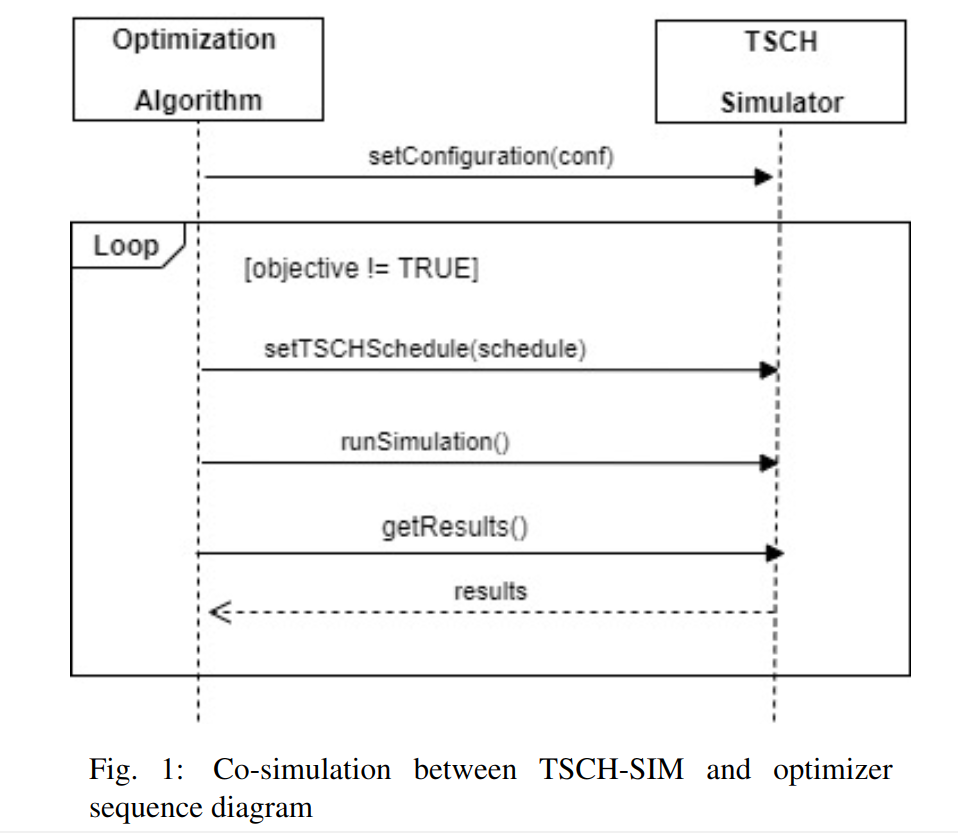 Optimization
Algorithm
TSCH
Simulator
setConfiguration(conf)
Loop
[objective != TRUE]
setTSCHSchedule(schedule)
runSimulation()
getResults()
results
Fig. 1: Co-simulation between TSCH-SIM and optimizer
sequence diagram